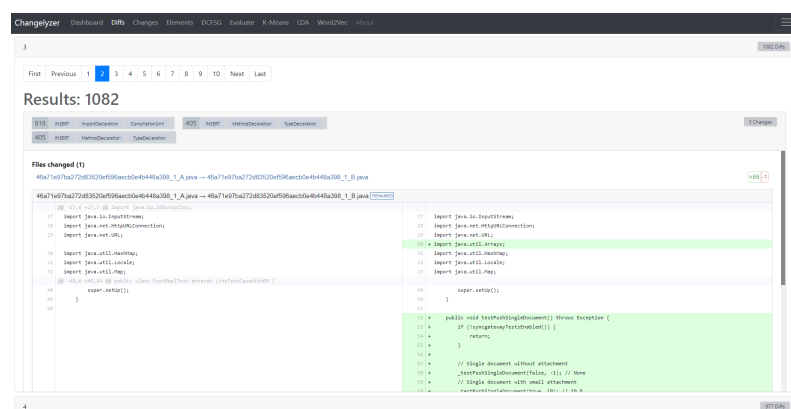 Changelyzer Dashboard Diffs Changes Elements DCFSG Evaluate K-Means LDA Word2Vec About
3 1082 Diffs
First Previous 1 2 3 4 5 6 7 8 9 10 Next Last
Results: 1082
818 INSERT ImportDeclaration CompilationUnit 405 INSERT MethodDeclaration TypeDeclaration 3 Changes
405 INSERT MethodDeclaration TypeDeclaration
Files changed (1)
46a71e97ba272d83520ef596aecb0e4b448a398_1_A.java → 46a71e97ba272d83520ef596aecb0e4b448a398_1_B.java +59 -1
46a71e97ba272d83520ef596aecb0e4b448a398_1_A.java → 46a71e97ba272d83520ef596aecb0e4b448a398_1_B.java RENAMED
@@ -27,6 +27,7 @@ import java.io.IOException;
27 import java.io.InputStream; 27 import java.io.InputStream;
28 import java.net.HttpURLConnection; 28 import java.net.HttpURLConnection;
29 import java.net.URL; 29 import java.net.URL;
30 + import java.util.Arrays;
30 import java.util.HashMap; 31 import java.util.HashMap;
31 import java.util.Locale; 32 import java.util.Locale;
32 import java.util.Map; 33 import java.util.Map;
public class PushReplTest extends LiteTestCaseWithDB {
48 super.setUp(); 49 super.setUp();
49 } 50 }
50 51
52 + public void testPushSingleDocument() throws Exception {
53 + if (!syncgatewayTestsEnabled()) {
54 + return;
55 + }
56 +
57 + // Single document without attachment
58 + _testPushSingleDocument(false, -1); // None
59 + // Single document with small attachment
4 977 Diffs